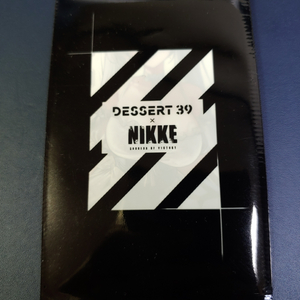 DESSERT 39
×
NIKKE
GODDESS OF VICTORY